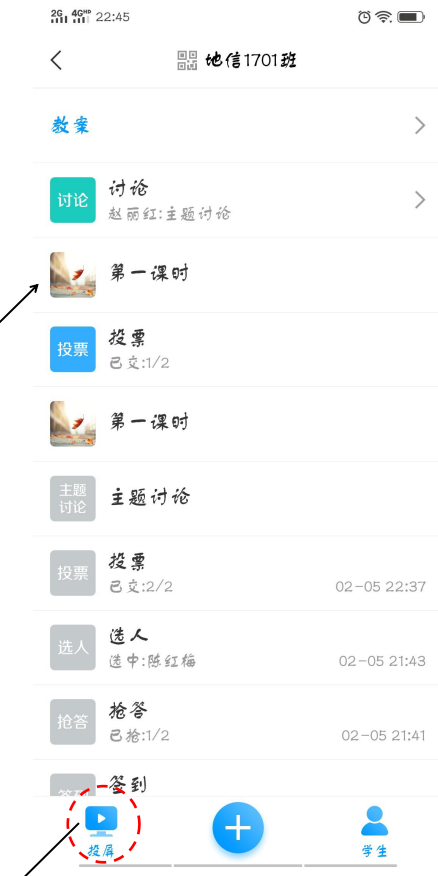 2G 4GHD 22:45
地信1701班
教案
讨论
讨论
赵丽红:主题讨论
第一课时
投票
投票
已交:1/2
第一课时
主题
讨论
主题讨论
投票
投票
已交:2/2
02-05 22:37
选人
选人
选中:陈红梅
02-05 21:43
抢答
抢答
已抢:1/2
02-05 21:41
签到
签到
投屏
学生